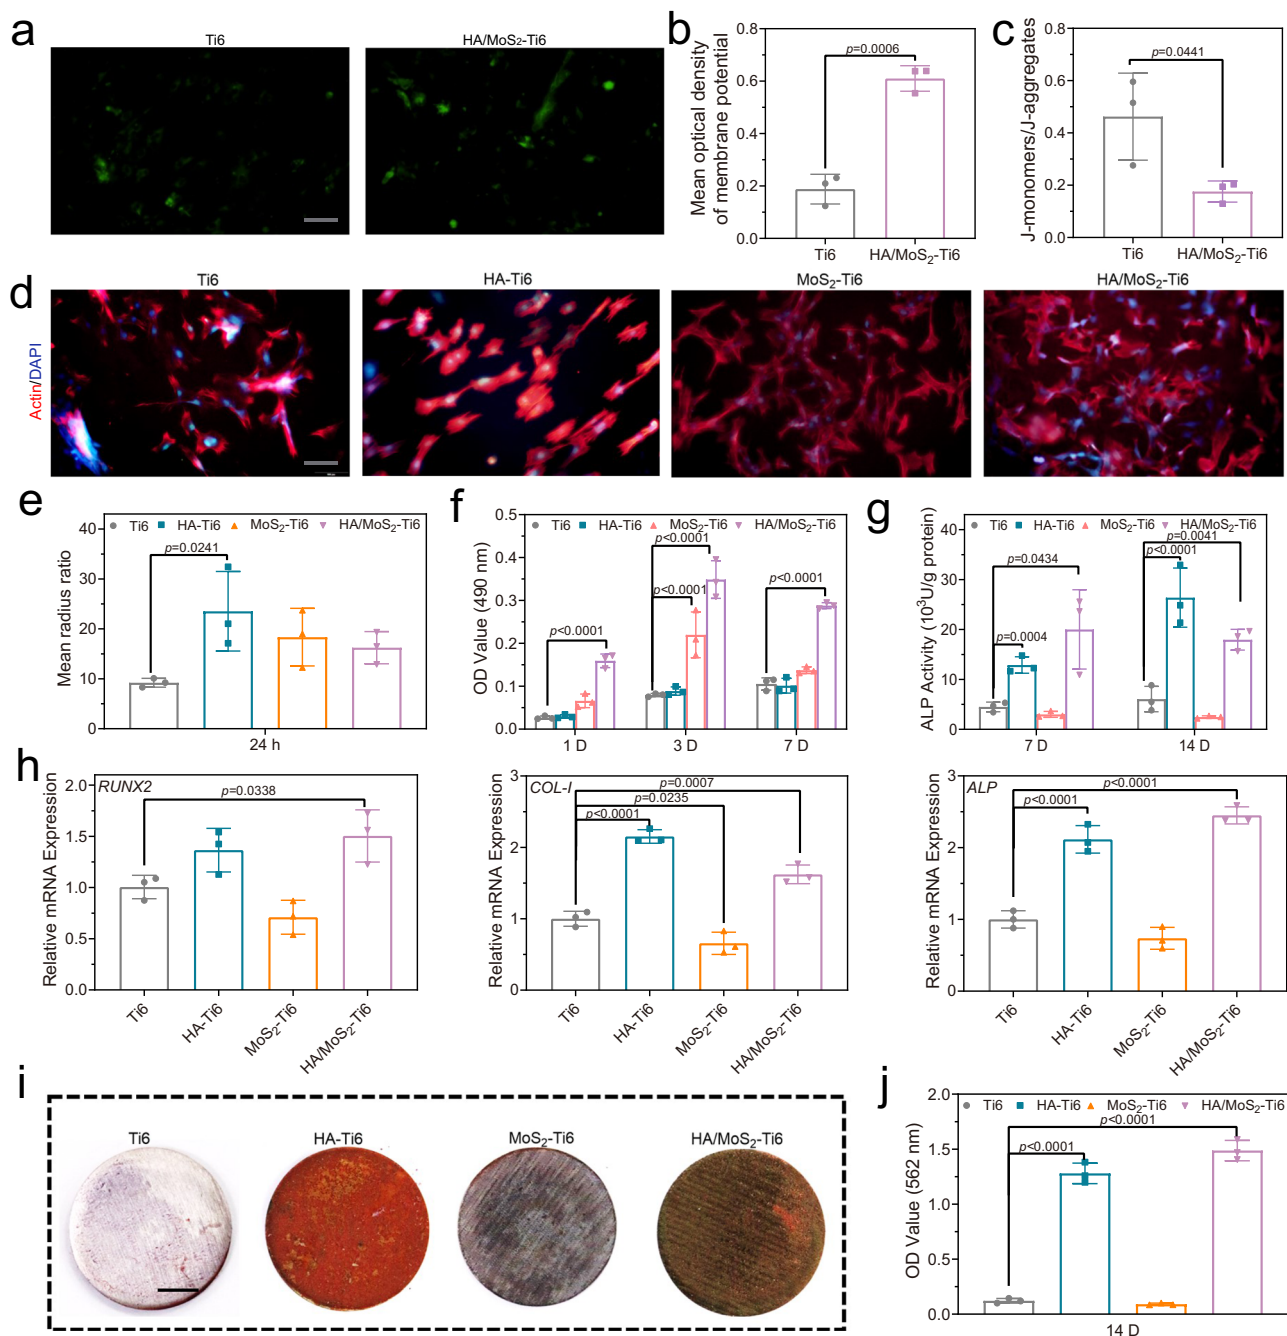 a
Ti6
HA/MoS₂-Ti6
b
Mean optical density
of membrane potential
p=0.0006
0.8
0.6
0.4
0.2
0.0
Ti6
HA/MoS₂-Ti6
c
J-monomers/J-aggregates
p=0.0441
0.8
0.6
0.4
0.2
0.0
Ti6
HA/MoS₂-Ti6
d
Ti6
HA-Ti6
MoS₂-Ti6
HA/MoS₂-Ti6
Actin/DAPI
e
Ti6 HA-Ti6 MoS₂-Ti6 HA/MoS₂-Ti6
Mean radius ratio
p=0.0241
40
30
20
10
0
24 h
f
Ti6 HA-Ti6 MoS₂-Ti6 HA/MoS₂-Ti6
OD Value (490 nm)
0.5
0.4
0.3
0.2
0.1
0.0
p<0.0001
p<0.0001
p<0.0001
p<0.0001
1 D
3 D
7 D
g
Ti6 HA-Ti6 MoS₂-Ti6 HA/MoS₂-Ti6
ALP Activity (10³U/g protein)
40
30
20
10
0
p=0.0434
p=0.0004
p=0.0041
p<0.0001
7 D
14 D
h
RUNX2
Relative mRNA Expression
p=0.0338
2.0
1.5
1.0
0.5
0.0
Ti6
HA-Ti6
MoS₂-Ti6
HA/MoS₂-Ti6
COL-I
Relative mRNA Expression
p=0.0007
p=0.0235
p<0.0001
3
2
1
0
Ti6
HA-Ti6
MoS₂-Ti6
HA/MoS₂-Ti6
ALP
Relative mRNA Expression
p<0.0001
p<0.0001
3
2
1
0
Ti6
HA-Ti6
MoS₂-Ti6
HA/MoS₂-Ti6
i
Ti6
HA-Ti6
MoS₂-Ti6
HA/MoS₂-Ti6
j
Ti6 HA-Ti6 MoS₂-Ti6 HA/MoS₂-Ti6
OD Value (562 nm)
p<0.0001
p<0.0001
2.0
1.5
1.0
0.5
0.0
14 D